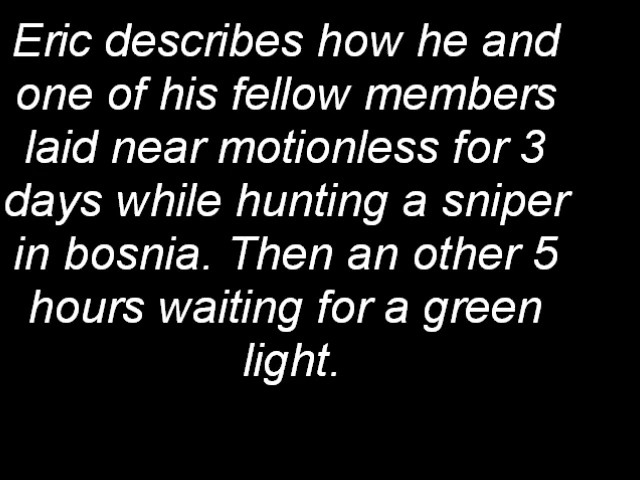 Eric describes how he and
one of his fellow members
laid near motionless for 3
days while hunting a sniper
in bosnia. Then an other 5
hours waiting for a green
light.